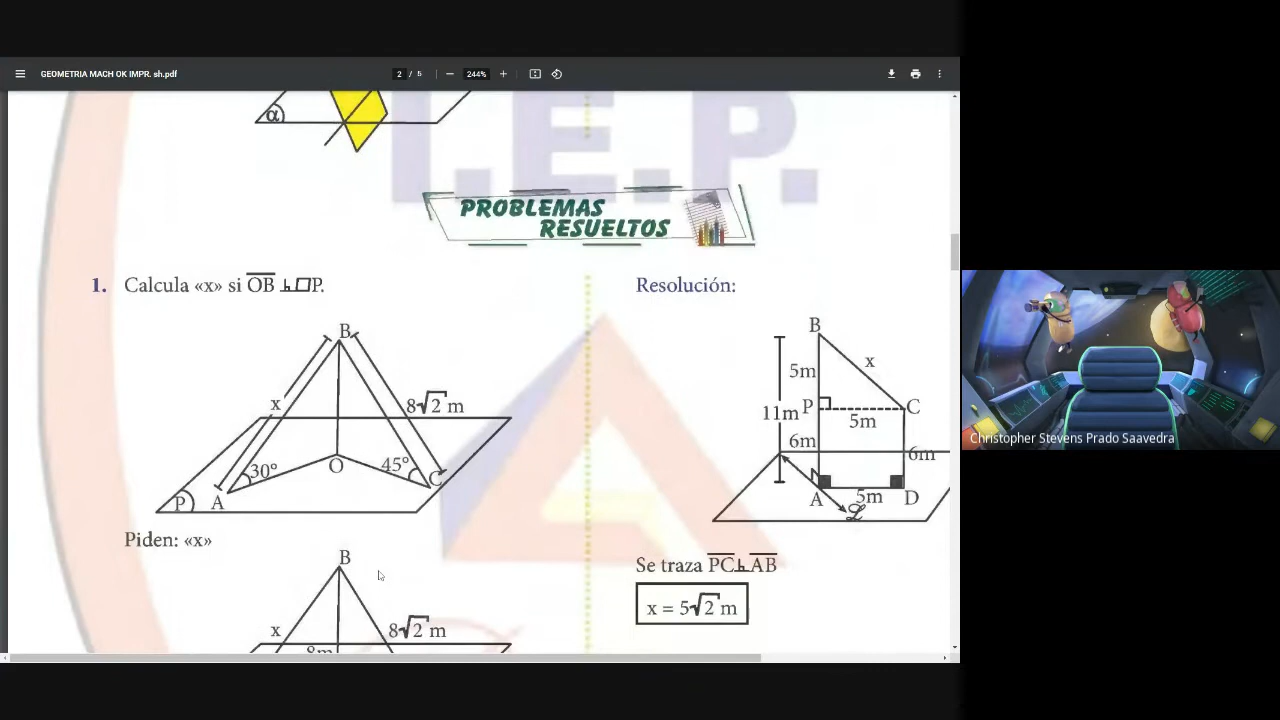 GEOMETRIA MACH OK IMPR. sh.pdf
2 / 5
244%
I.E.P.
α
PROBLEMAS
RESUELTOS
1. Calcula «x» si OB ⊥ □P.
B
x
8√2 m
30°
O
45°
C
P
A
Piden: «x»
B
x
8√2 m
8m
Resolución:
B
5m
x
11m
P
5m
C
6m
6m
A
5m
D
ℒ
Se traza PC ⊥ AB
x = 5√2 m
Christopher Stevens Prado Saavedra